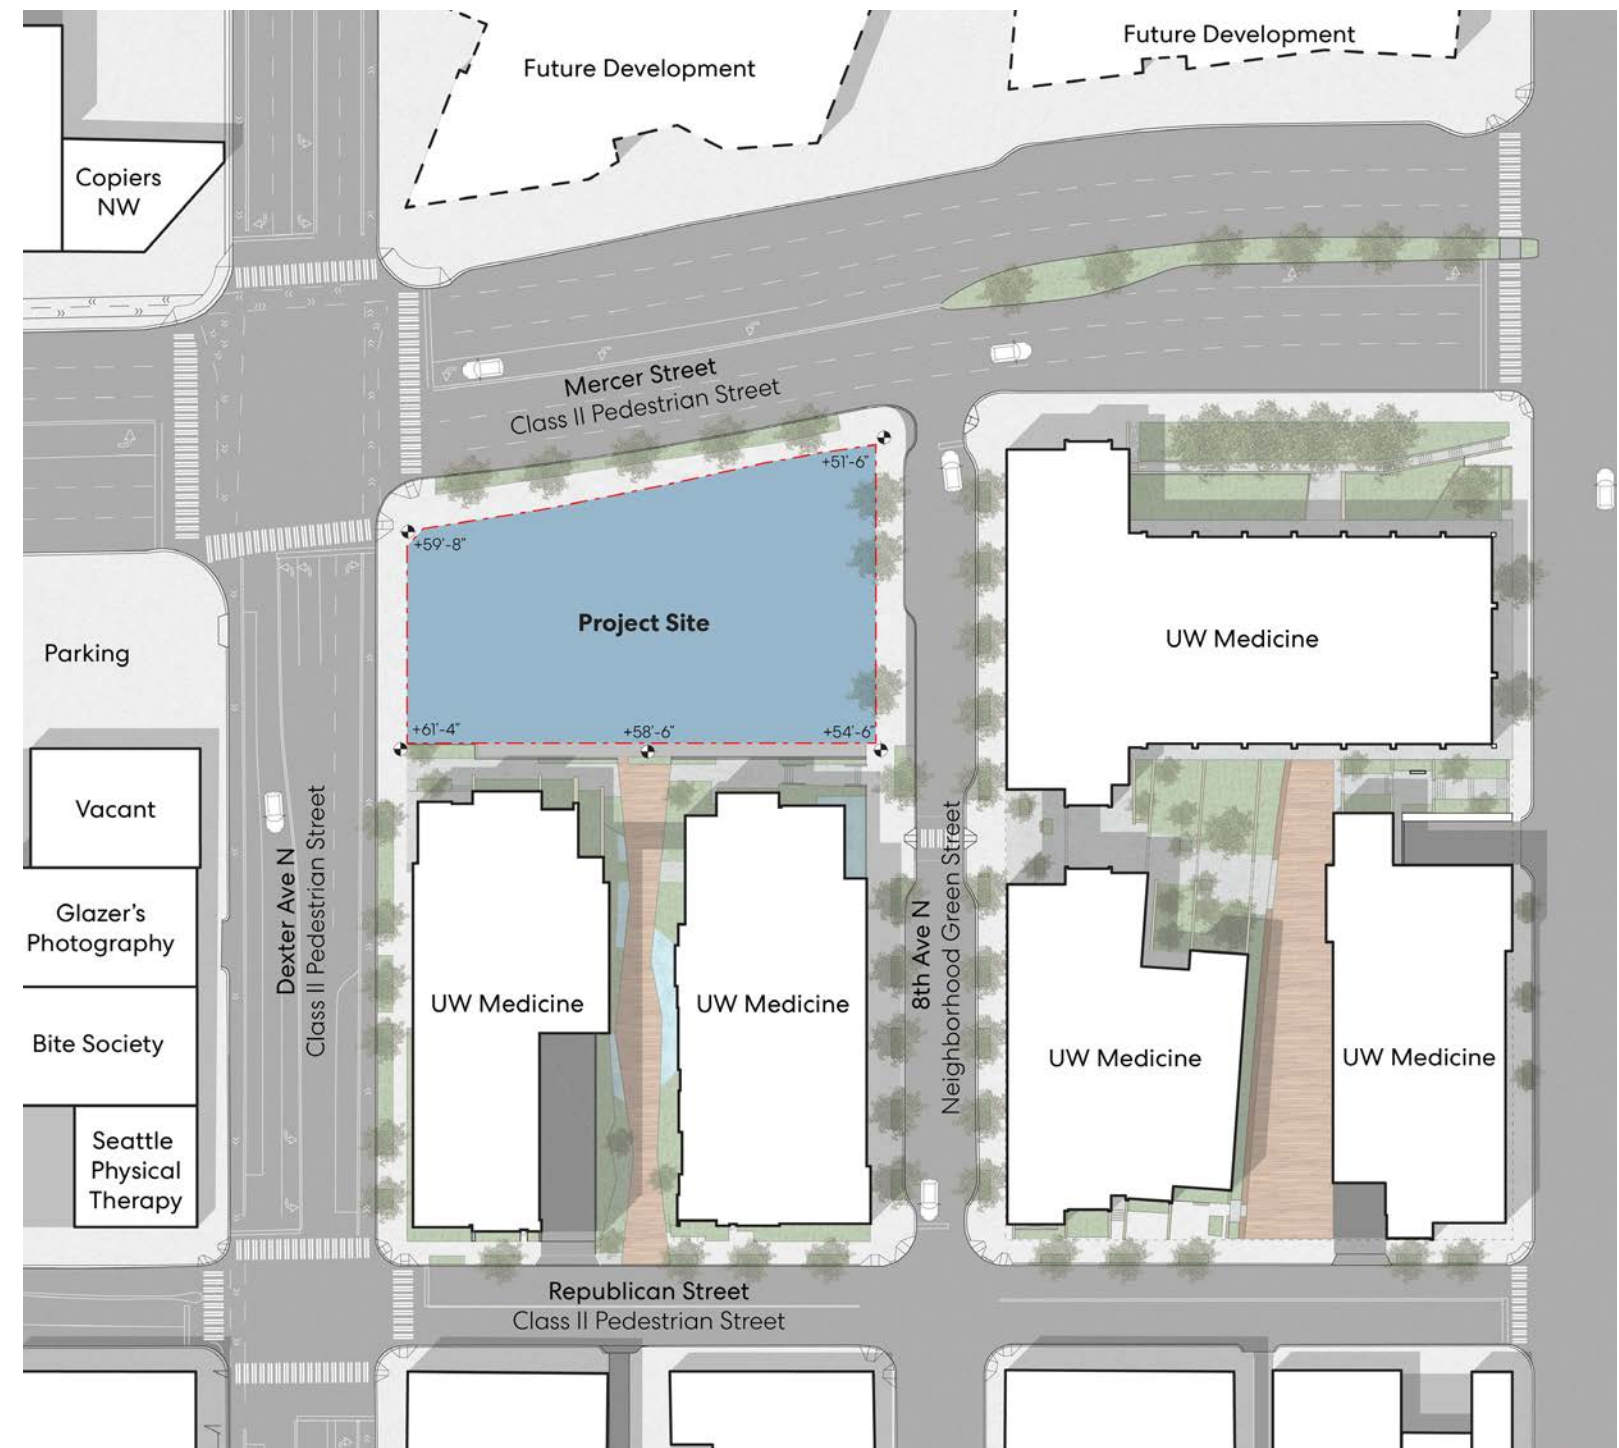 Future Development
Future Development
Copiers
NW
Mercer Street
Class II Pedestrian Street
+51'-6"
+59'-8"
Project Site
UW Medicine
Parking
+61'-4"
+58'-6"
+54'-6"
Vacant
Dexter Ave N
Class II Pedestrian Street
8th Ave N
Neighborhood Green Street
Glazer's
Photography
UW Medicine
UW Medicine
Bite Society
UW Medicine
UW Medicine
Seattle
Physical
Therapy
Republican Street
Class II Pedestrian Street